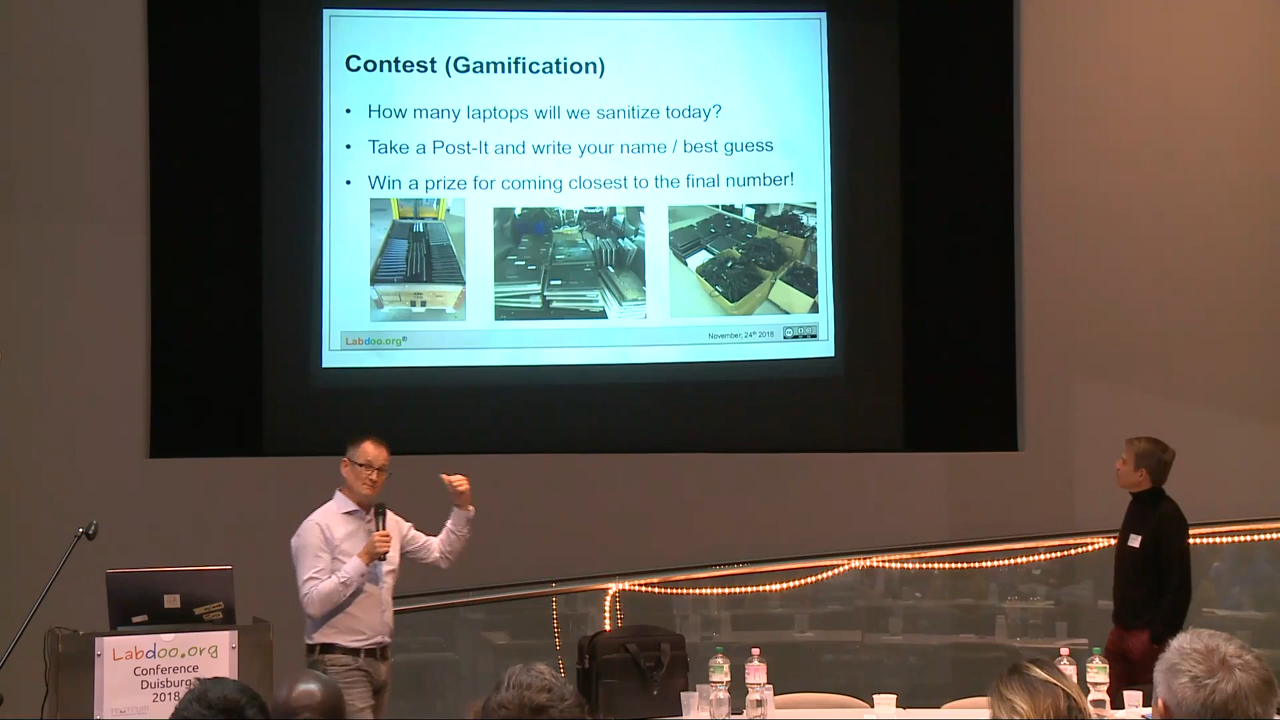 Contest (Gamification)
• How many laptops will we sanitize today?
• Take a Post-It and write your name / best guess
• Win a prize for coming closest to the final number!
Labdoo.org®
November, 24th 2018
Labdoo.org
Conference
Duisburg
2018